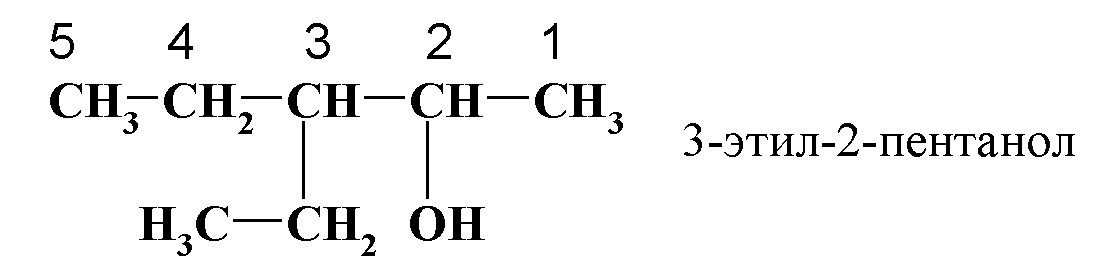 5 4 3 2 1
CH₃–CH₂–CH–CH–CH₃
3-этил-2-пентанол
H₃C–CH₂ OH